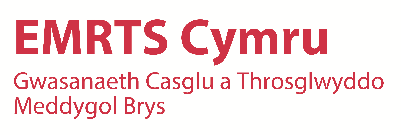 EMRTS Cymru
Gwasanaeth Casglu a Throsglwyddo
Meddygol Brys